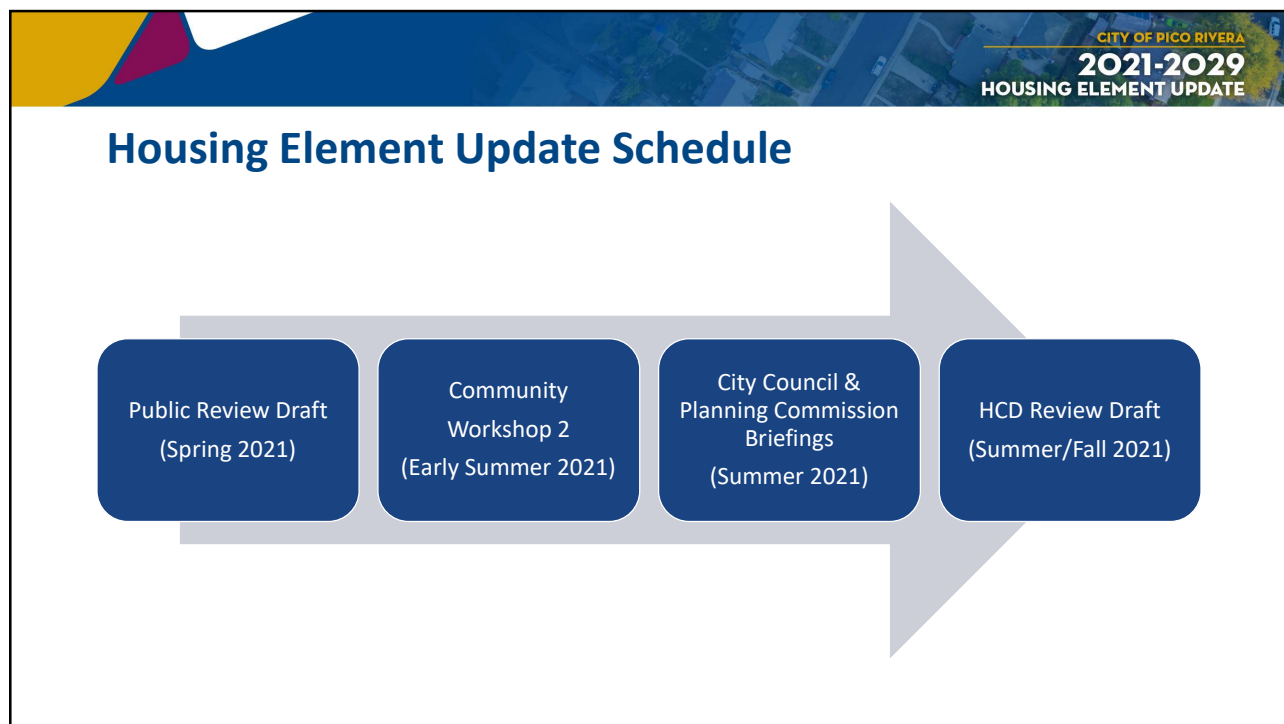 CITY OF PICO RIVERA
2021-2029
HOUSING ELEMENT UPDATE
Housing Element Update Schedule
Public Review Draft
(Spring 2021)
Community
Workshop 2
(Early Summer 2021)
City Council &
Planning Commission
Briefings
(Summer 2021)
HCD Review Draft
(Summer/Fall 2021)